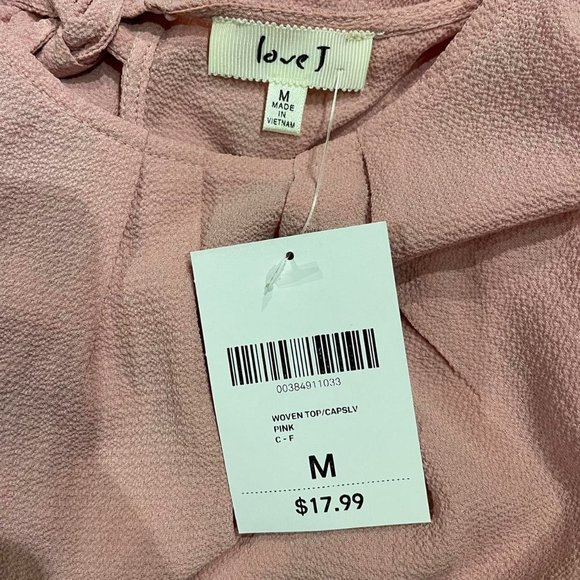 love J
M
MADE
IN
VIETNAM
00384911033
WOVEN TOP/CAPSLV
PINK
C - F
M
$17.99